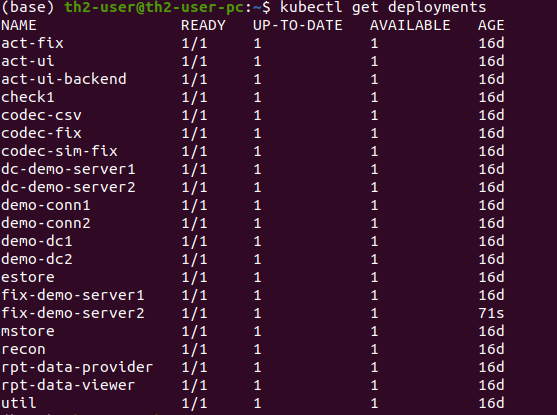 (base) th2-user@th2-user-pc:~$ kubectl get deployments
NAME READY UP-TO-DATE AVAILABLE AGE
act-fix 1/1 1 1 16d
act-ui 1/1 1 1 16d
act-ui-backend 1/1 1 1 16d
check1 1/1 1 1 16d
codec-csv 1/1 1 1 16d
codec-fix 1/1 1 1 16d
codec-sim-fix 1/1 1 1 16d
dc-demo-server1 1/1 1 1 16d
dc-demo-server2 1/1 1 1 16d
demo-conn1 1/1 1 1 16d
demo-conn2 1/1 1 1 16d
demo-dc1 1/1 1 1 16d
demo-dc2 1/1 1 1 16d
estore 1/1 1 1 16d
fix-demo-server1 1/1 1 1 16d
fix-demo-server2 1/1 1 1 71s
mstore 1/1 1 1 16d
recon 1/1 1 1 16d
rpt-data-provider 1/1 1 1 16d
rpt-data-viewer 1/1 1 1 16d
util 1/1 1 1 16d